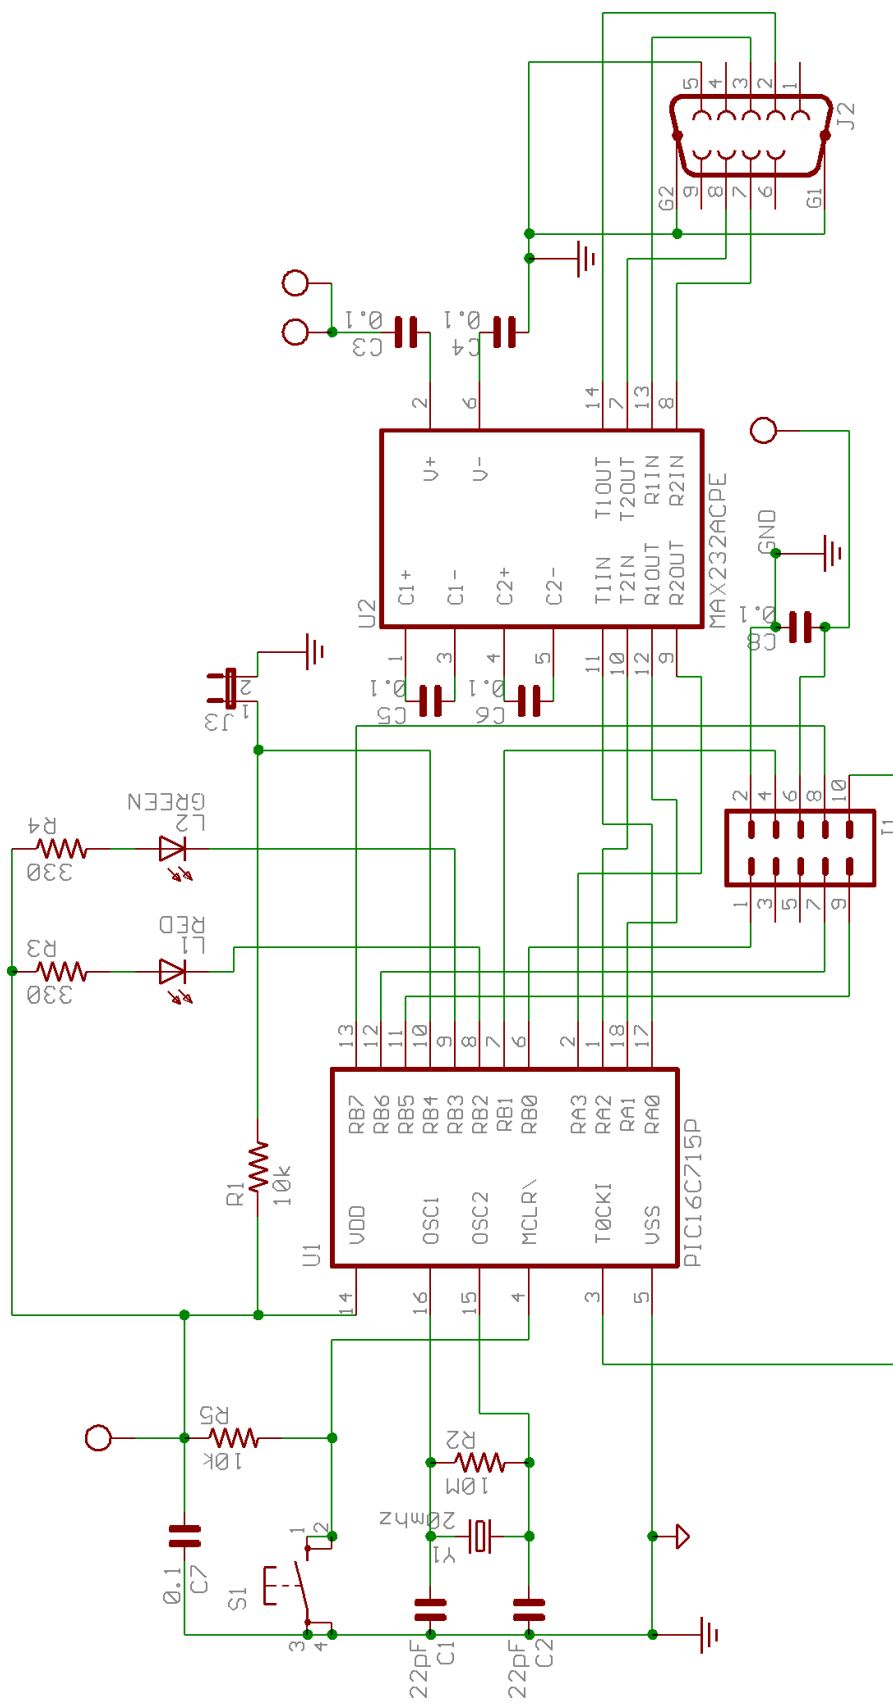 5
4
3
2
1
J2
G2
9
8
7
6
G1
0.1
C3
0.1
C4
2
6
14
7
13
8
V+
V-
T1OUT
T2OUT
R1IN
R2IN
MAX232ACPE
U2
C1+
C1-
C2+
C2-
T1IN
T2IN
R1OUT
R2OUT
GND
0.1
C8
1
3
4
5
11
10
12
9
0.1
C5
0.1
C6
2
1
J3
GREEN
L2
R4
330
RED
L1
R3
330
2
4
6
8
10
1
3
5
7
9
13
12
11
10
9
8
7
6
2
1
18
17
RB7
RB6
RB5
RB4
RB3
RB2
RB1
RB0
RA3
RA2
RA1
RA0
PIC16C715P
R1
10k
U1
VDD
OSC1
OSC2
MCLR\
T0CKI
VSS
14
16
15
4
3
5
R5
10k
R2
10M
20mhz
Y1
0.1
C7
S1
1
2
3
4
22pF
C1
22pF
C2